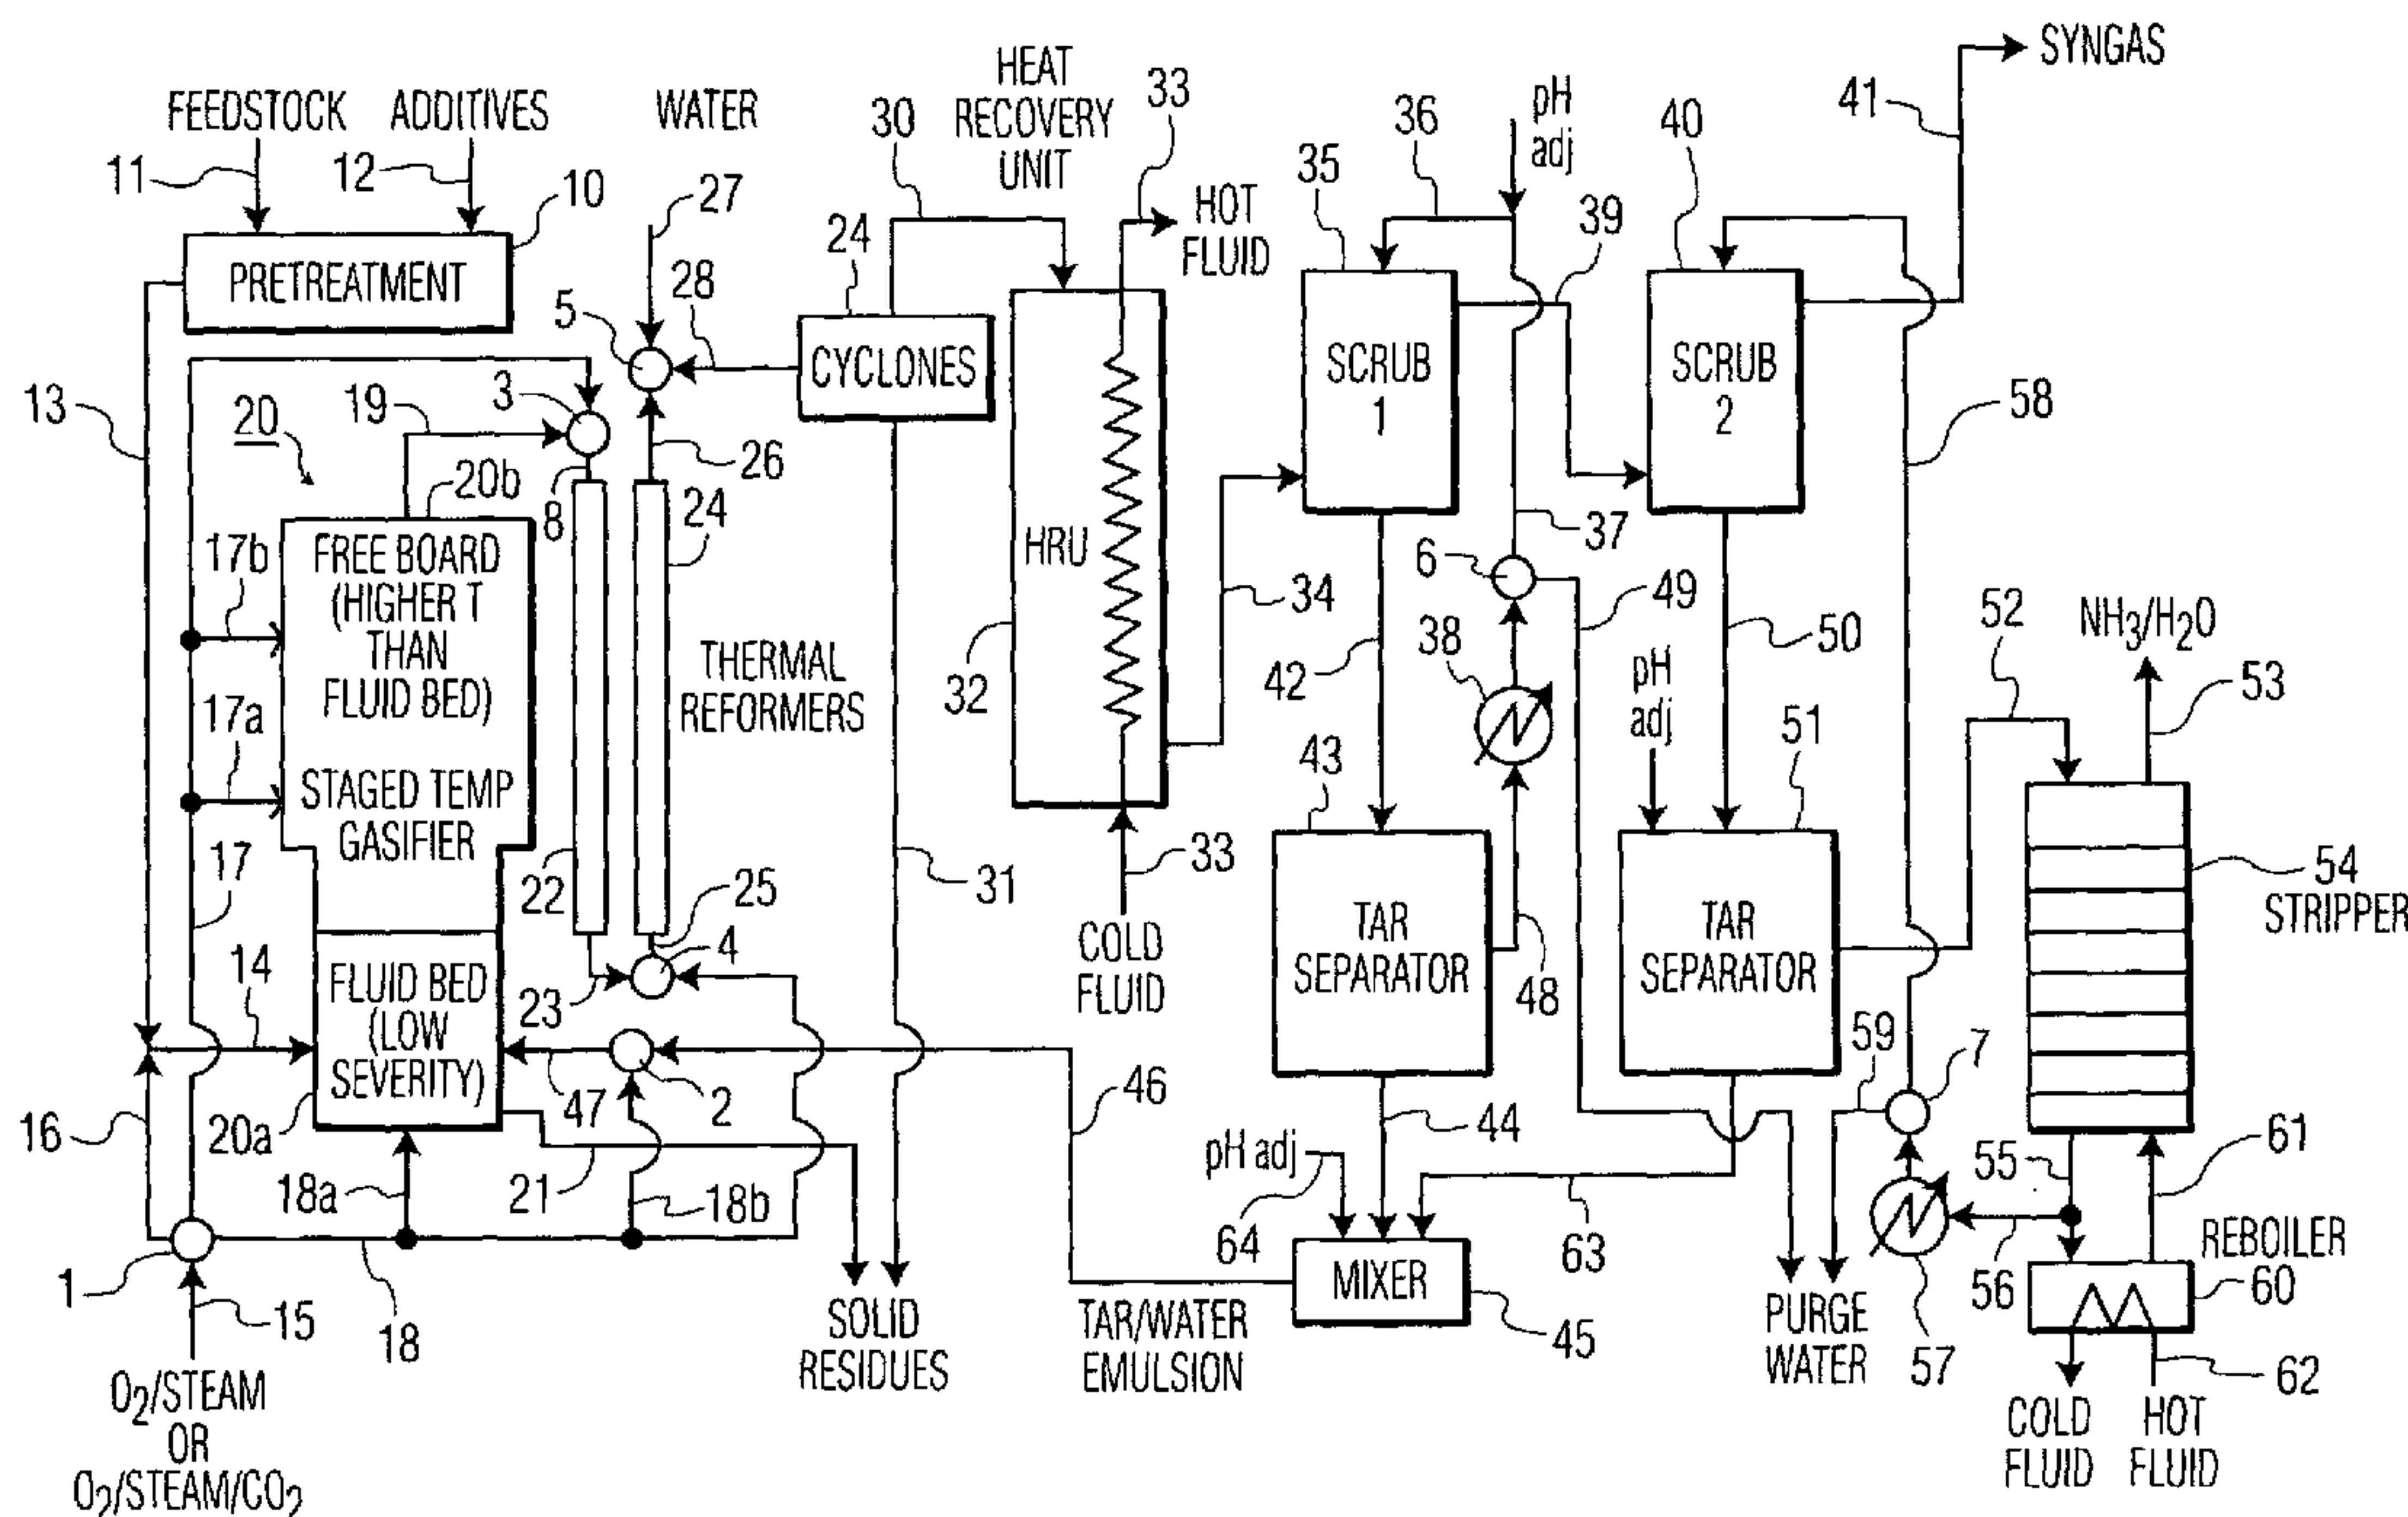 FEEDSTOCK
ADDITIVES
11
12
10
PRETREATMENT
13
WATER
27
5
28
24
CYCLONES
30
HEAT
RECOVERY
UNIT
33
HOT
FLUID
HRU
32
34
33
COLD
FLUID
35
36
pH
adj
SCRUB
1
39
40
SCRUB
2
41
SYNGAS
58
3
19
20
20b
8
26
24
17b
17a
FREE BOARD
(HIGHER T
THAN
FLUID BED)
STAGED TEMP
GASIFIER
THERMAL
REFORMERS
22
25
4
23
17
14
FLUID BED
(LOW
SEVERITY)
20a
47
2
16
18a
21
18b
1
15
18
O2/STEAM
OR
O2/STEAM/CO2
31
SOLID
RESIDUES
46
TAR/WATER
EMULSION
37
6
38
42
43
TAR
SEPARATOR
48
49
50
pH
adj
51
TAR
SEPARATOR
44
pH adj
64
63
MIXER
45
52
NH3/H2O
53
54
STRIPPER
59
7
55
61
56
57
PURGE
WATER
REBOILER
60
62
COLD
FLUID
HOT
FLUID